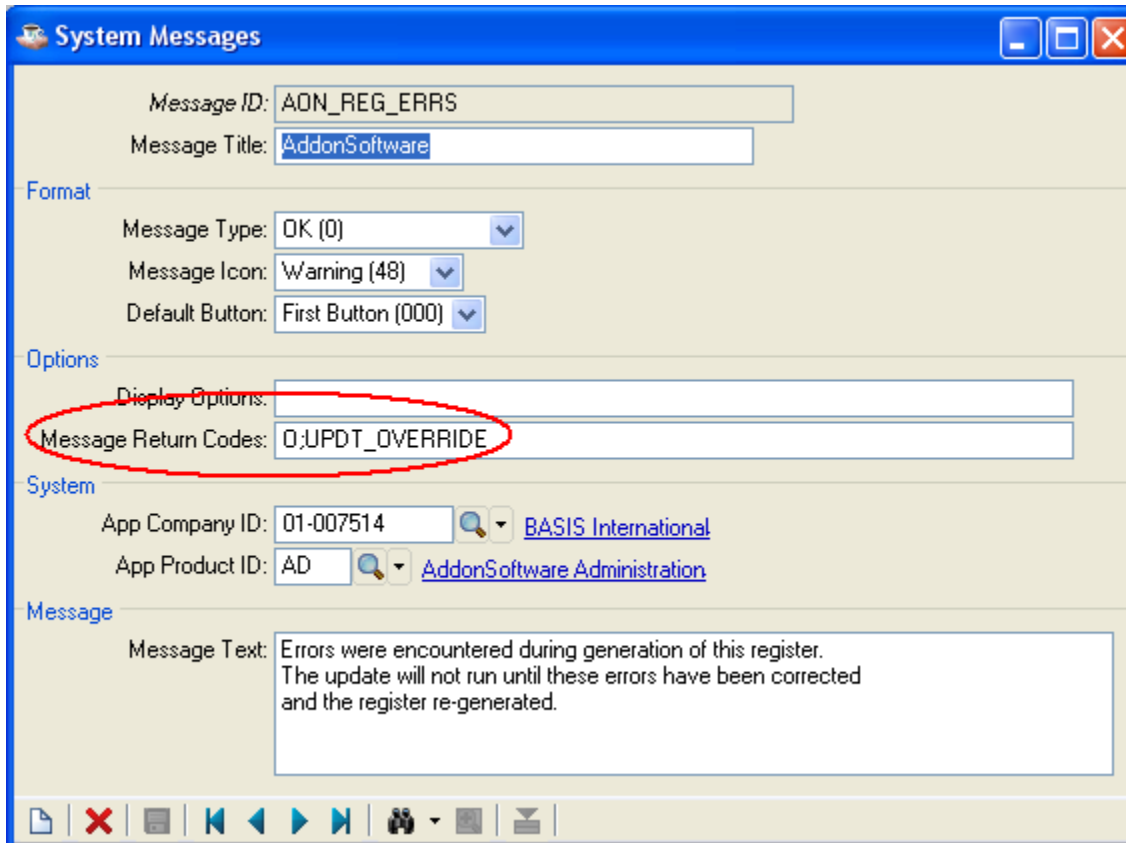 System Messages
Message ID: AON_REG_ERRS
Message Title: AddonSoftware
Format
Message Type: OK (0)
Message Icon: Warning (48)
Default Button: First Button (000)
Options
Display Options:
Message Return Codes: O;UPDT_OVERRIDE
System
App Company ID: 01-007514 BASIS International
App Product ID: AD AddonSoftware Administration
Message
Message Text: Errors were encountered during generation of this register.
The update will not run until these errors have been corrected
and the register re-generated.